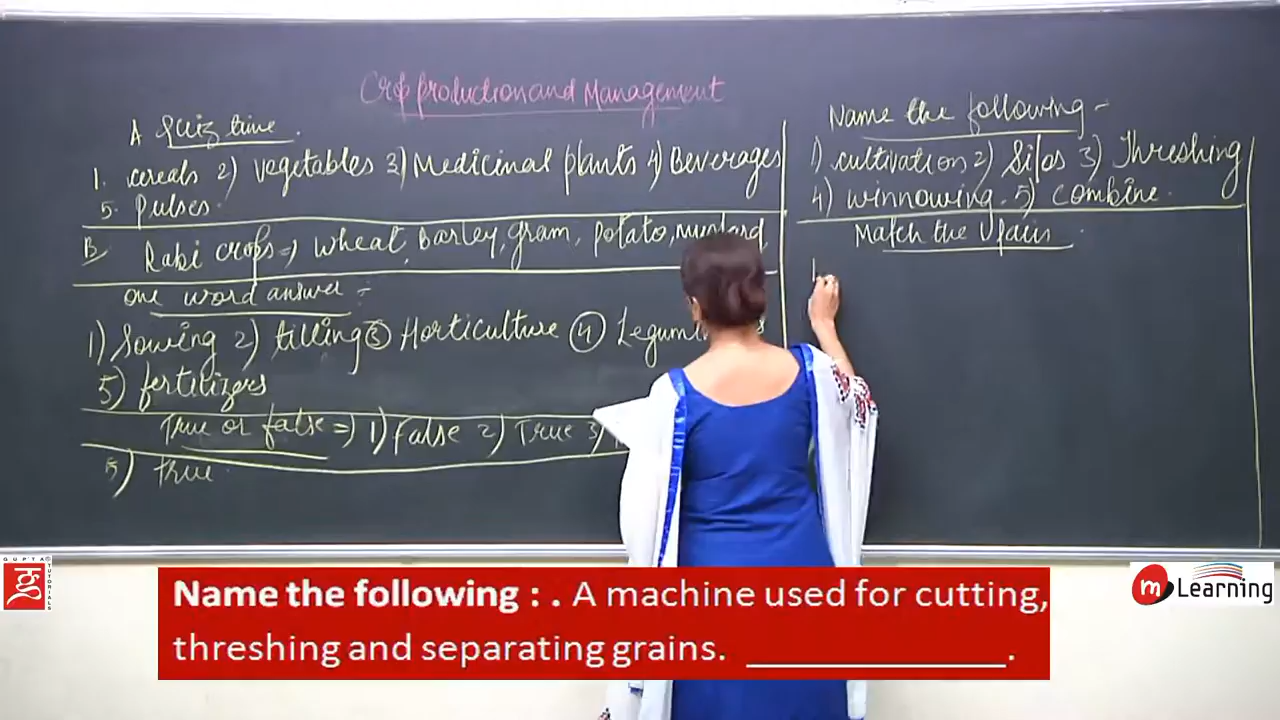 Crop production and Management
A Quiz time.
1. cereals 2) vegetables 3) Medicinal plants 4) Beverages
5. Pulses.
B Rabi crops => wheat, barley, gram, potato, mustard
one word answer :-
1) Sowing 2) tilling 3 Horticulture 4
5) fertilizers
True or false => 1) False 2) True 3)
5) True.
Name the following -
1) cultivation 2) Silos 3) Threshing
4) winnowing. 5) Combine.
Match the pairs
GUPTA TUTORIALS
m Learning
Name the following : . A machine used for cutting,
threshing and separating grains. _______________.